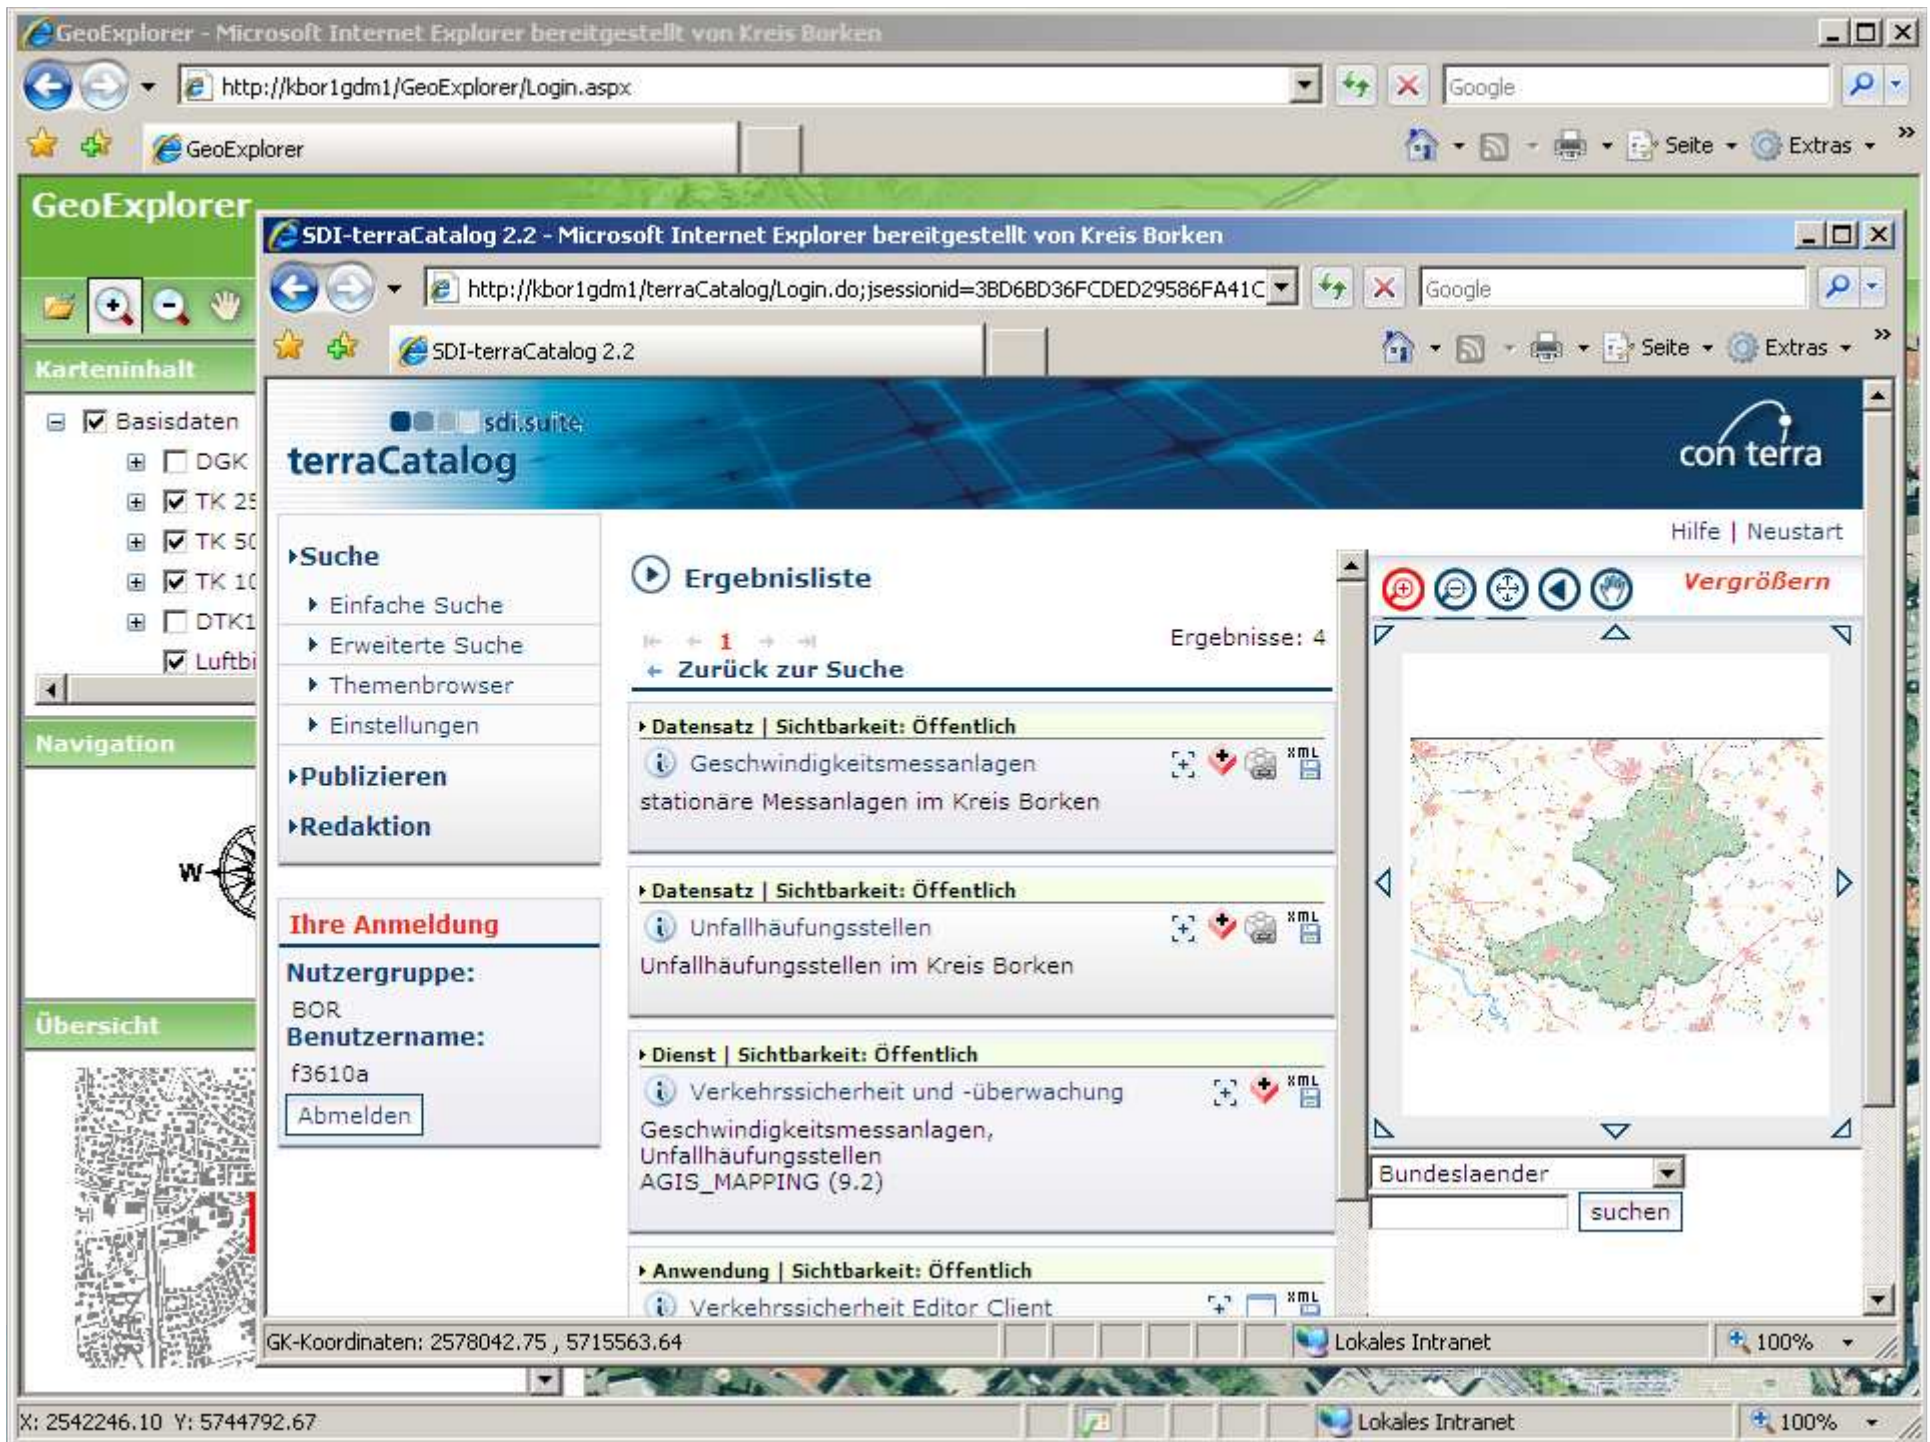 GeoExplorer - Microsoft Internet Explorer bereitgestellt von Kreis Borken
http://kbor1gdm1/GeoExplorer/Login.aspx
Google
GeoExplorer
Seite
Extras
GeoExplorer
SDI-terraCatalog 2.2 - Microsoft Internet Explorer bereitgestellt von Kreis Borken
http://kbor1gdm1/terraCatalog/Login.do;jsessionid=3BD6BD36FCDED29586FA41C
Google
SDI-terraCatalog 2.2
Seite
Extras
Karteninhalt
Basisdaten
DGK
TK 25
TK 50
TK 10
DTK1
Luftbi
Navigation
W
Übersicht
sdi.suite
terraCatalog
con terra
Hilfe | Neustart
Suche
Einfache Suche
Erweiterte Suche
Themenbrowser
Einstellungen
Publizieren
Redaktion
Ihre Anmeldung
Nutzergruppe:
BOR
Benutzername:
f3610a
Abmelden
Ergebnisliste
1
Ergebnisse: 4
Zurück zur Suche
Datensatz | Sichtbarkeit: Öffentlich
Geschwindigkeitsmessanlagen
XML
stationäre Messanlagen im Kreis Borken
Datensatz | Sichtbarkeit: Öffentlich
Unfallhäufungsstellen
XML
Unfallhäufungsstellen im Kreis Borken
Dienst | Sichtbarkeit: Öffentlich
Verkehrssicherheit und -überwachung
XML
Geschwindigkeitsmessanlagen,
Unfallhäufungsstellen
AGIS_MAPPING (9.2)
Anwendung | Sichtbarkeit: Öffentlich
Verkehrssicherheit Editor Client
XML
Vergrößern
Bundeslaender
suchen
GK-Koordinaten: 2578042.75 , 5715563.64
Lokales Intranet
100%
X: 2542246.10 Y: 5744792.67
Lokales Intranet
100%